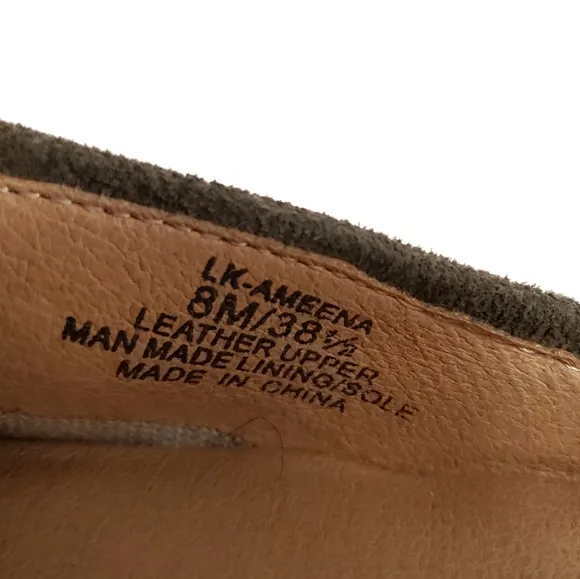 LK-AMEENA
8M/38½
LEATHER UPPER
MAN MADE LINING/SOLE
MADE IN CHINA